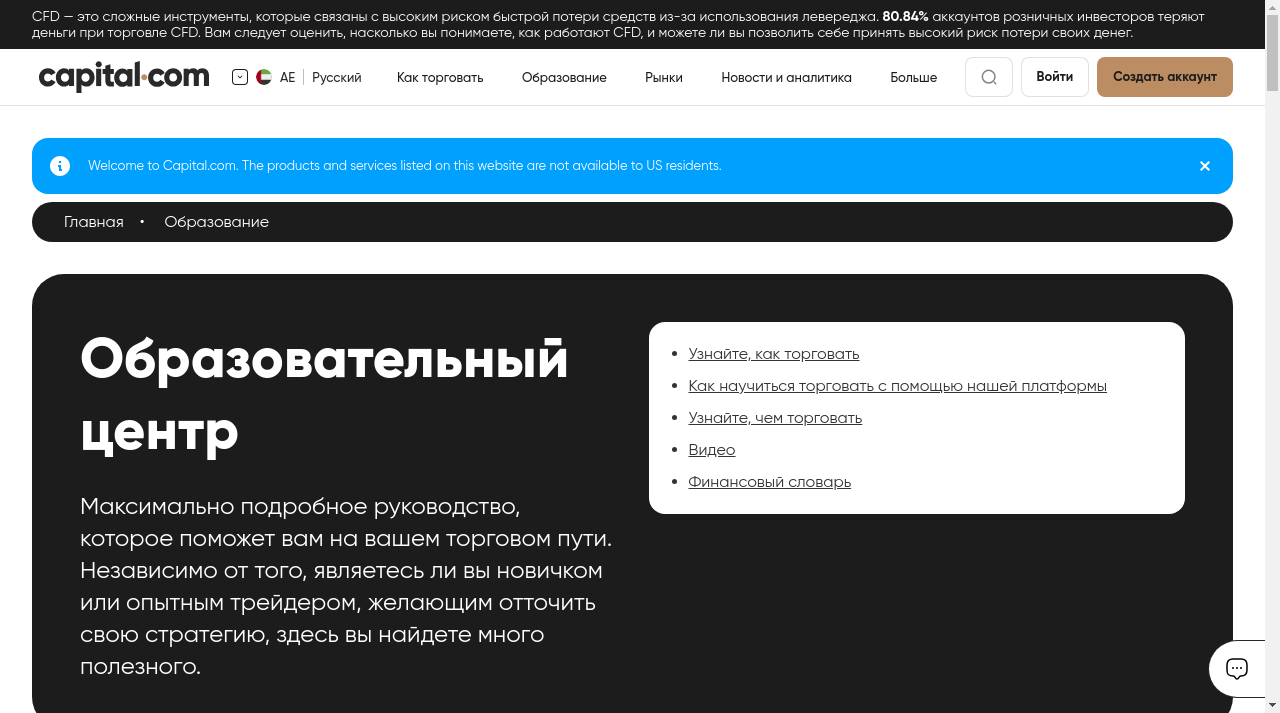 CFD — это сложные инструменты, которые связаны с высоким риском быстрой потери средств из-за использования левереджа. 80.84% аккаунтов розничных инвесторов теряют
деньги при торговле CFD. Вам следует оценить, насколько вы понимаете, как работают CFD, и можете ли вы позволить себе принять высокий риск потери своих денег.
capital.com AE Русский Как торговать Образование Рынки Новости и аналитика Больше Войти Создать аккаунт
Welcome to Capital.com. The products and services listed on this website are not available to US residents.
Главная • Образование
Образовательный
центр
Максимально подробное руководство,
которое поможет вам на вашем торговом пути.
Независимо от того, являетесь ли вы новичком
или опытным трейдером, желающим отточить
свою стратегию, здесь вы найдете много
полезного.
Узнайте, как торговать
Как научиться торговать с помощью нашей платформы
Узнайте, чем торговать
Видео
Финансовый словарь